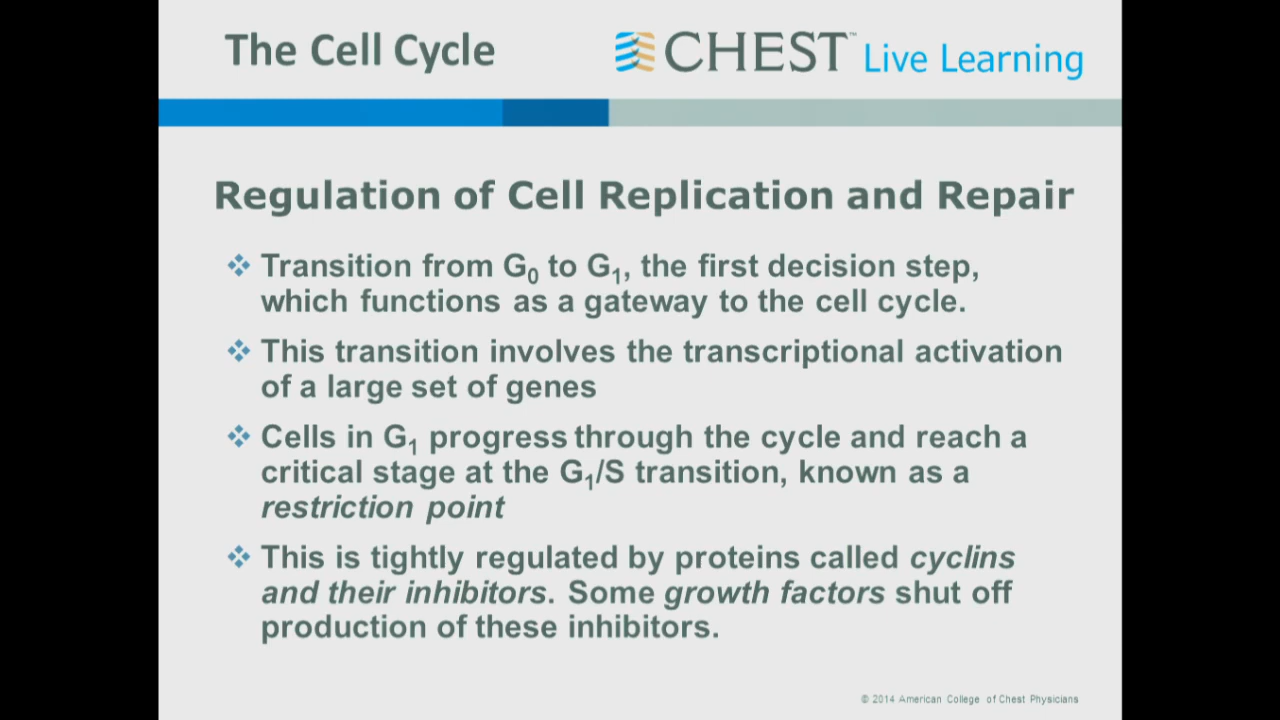 The Cell Cycle
CHEST™ Live Learning
Regulation of Cell Replication and Repair
❖ Transition from G₀ to G₁, the first decision step,
which functions as a gateway to the cell cycle.
❖ This transition involves the transcriptional activation
of a large set of genes
❖ Cells in G₁ progress through the cycle and reach a
critical stage at the G₁/S transition, known as a
restriction point
❖ This is tightly regulated by proteins called cyclins
and their inhibitors. Some growth factors shut off
production of these inhibitors.
© 2014 American College of Chest Physicians